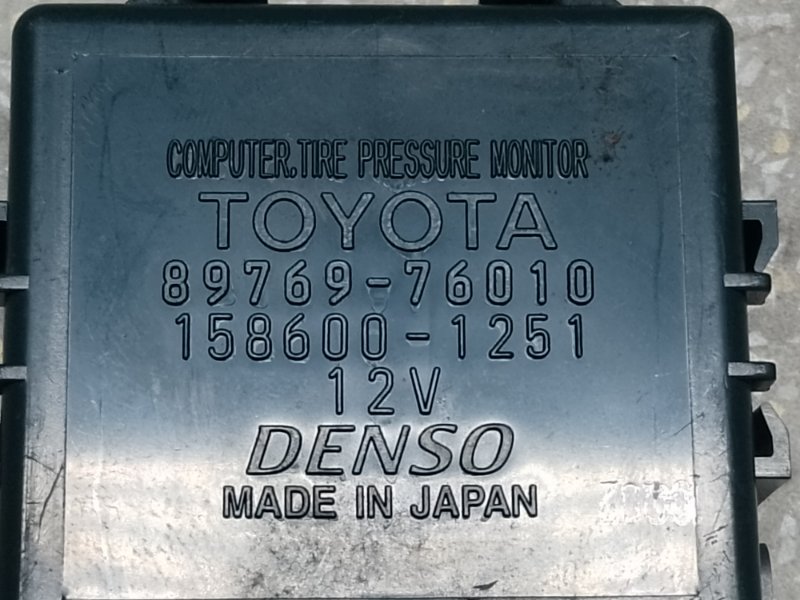 COMPUTER.TIRE PRESSURE MONITOR
TOYOTA
89769-76010
158600-1251
12V
DENSO
MADE IN JAPAN